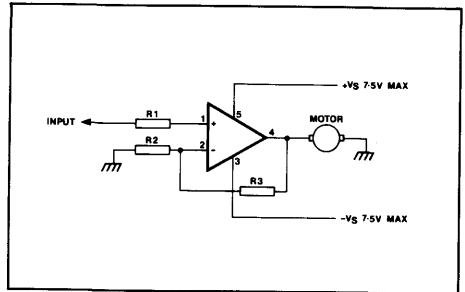 +VS 7·5V MAX
MOTOR
INPUT
R1
1
+
5
4
R2
2
-
3
R3
-VS 7·5V MAX